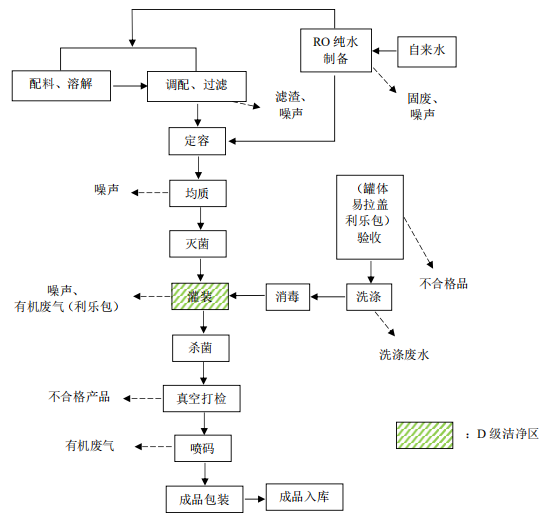 RO 纯水
制备
自来水
配料、溶解
调配、过滤
滤渣、
噪声
固废、
噪声
定容
噪声
均质
（罐体
易拉盖
利乐包）
验收
灭菌
不合格品
噪声、
有机废气（利乐包）
灌装
消毒
洗涤
洗涤废水
杀菌
不合格产品
真空打检
有机废气
喷码
：D 级洁净区
成品包装
成品入库